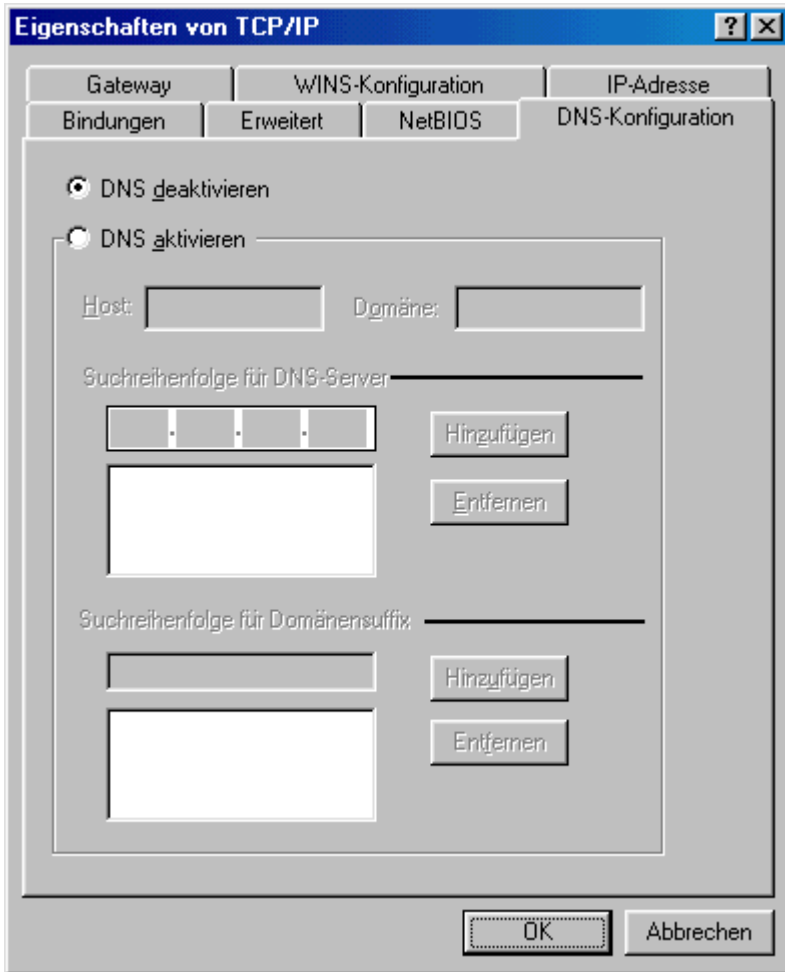 Eigenschaften von TCP/IP
Gateway WINS-Konfiguration IP-Adresse
Bindungen Erweitert NetBIOS DNS-Konfiguration
DNS deaktivieren
DNS aktivieren
Host: Domäne:
Suchreihenfolge für DNS-Server
. . . Hinzufügen
Entfernen
Suchreihenfolge für Domänensuffix
Hinzufügen
Entfernen
OK Abbrechen